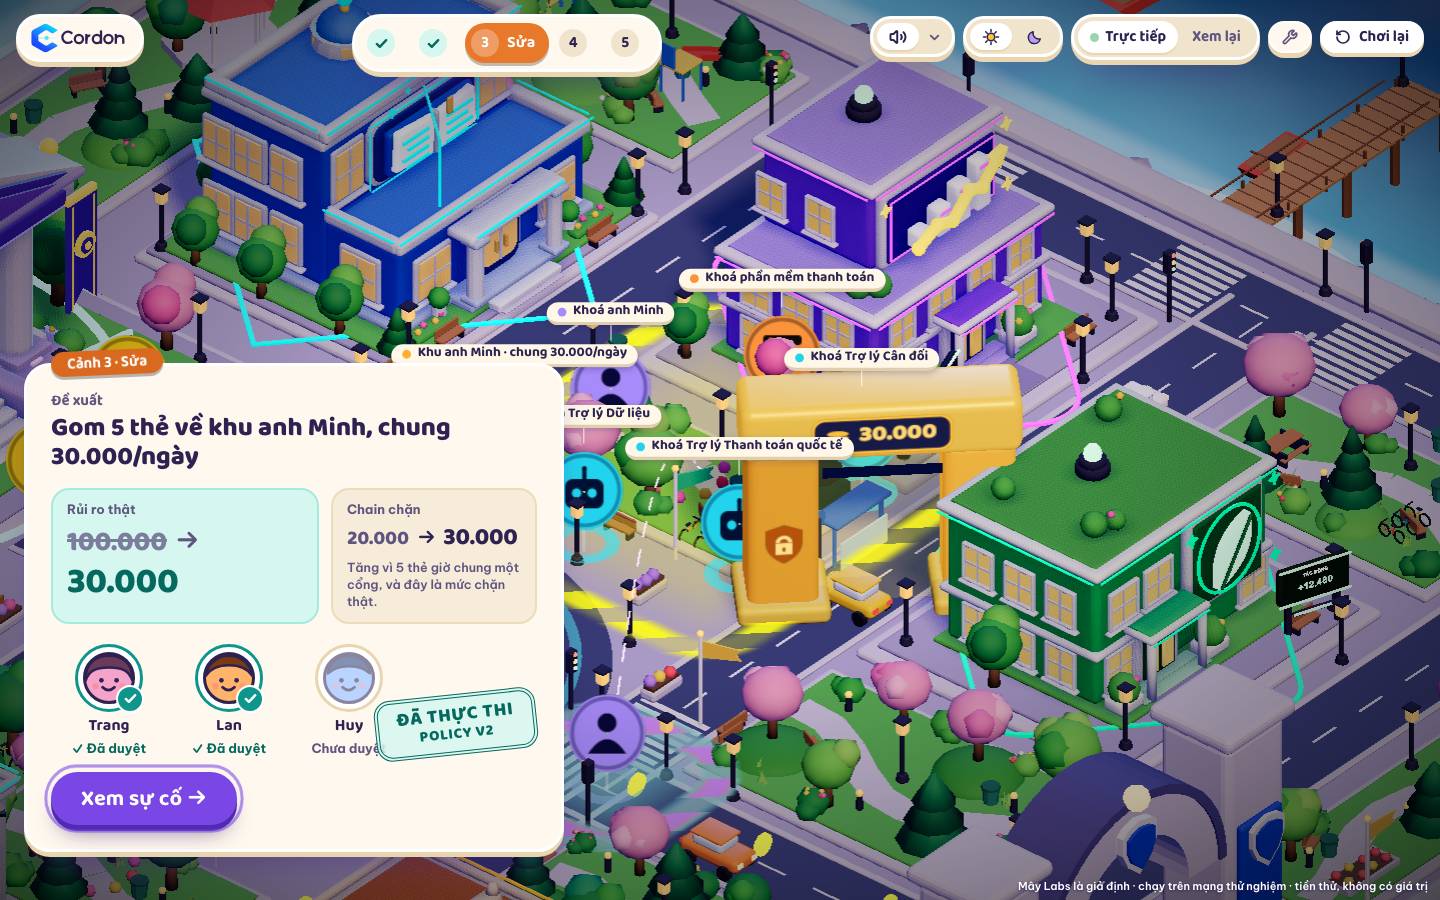 Cordon
3 Sửa
4
5
Trực tiếp
Xem lại
Chơi lại
Khoá phần mềm thanh toán
Khoá anh Minh
Khu anh Minh · chung 30.000/ngày
Khoá Trợ lý Cân đối
Trợ lý Dữ liệu
Khoá Trợ lý Thanh toán quốc tế
30.000
+12.480
Cảnh 3 · Sửa
Đề xuất
Gom 5 thẻ về khu anh Minh, chung
30.000/ngày
Rủi ro thật
100.000 →
30.000
Chain chặn
20.000 → 30.000
Tăng vì 5 thẻ giờ chung một
cổng, và đây là mức chặn
thật.
Trang
Lan
Huy
✓ Đã duyệt
✓ Đã duyệt
Chưa duyệ
ĐÃ THỰC THI
POLICY V2
Xem sự cố →
Mây Labs là giả định · chạy trên mạng thử nghiệm · tiền thử, không có giá trị